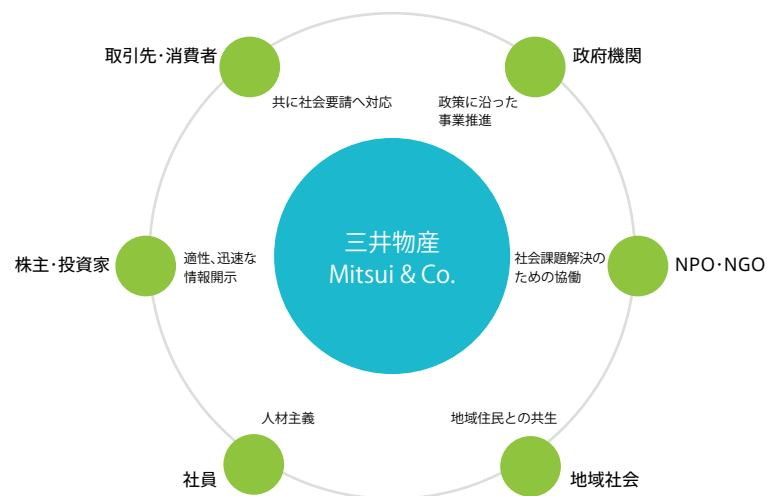 取引先・消費者
政府機関
共に社会要請へ対応
政策に沿った
事業推進
三井物産
Mitsui & Co.
株主・投資家
適性、迅速な
情報開示
社会課題解決の
ための協働
NPO・NGO
人材主義
地域住民との共生
社員
地域社会